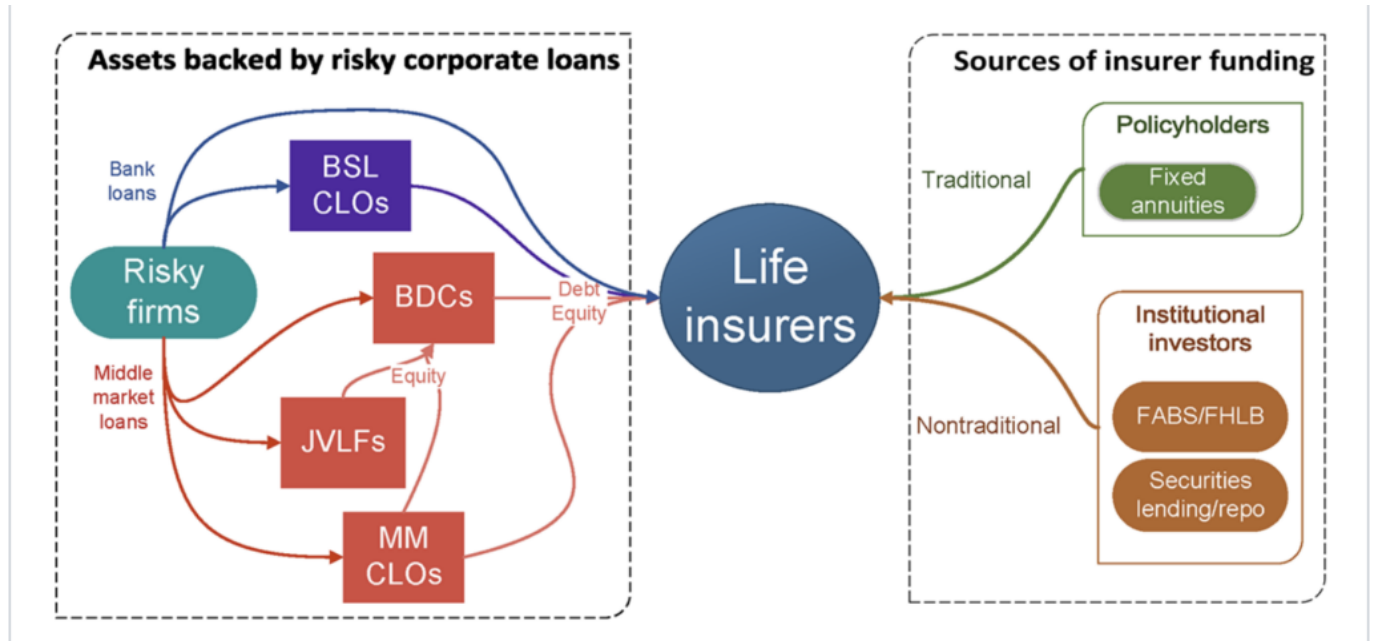 Assets backed by risky corporate loans
Bank
loans
BSL
CLOs
Risky
firms
BDCs
Debt
Equity
Middle
market
loans
Equity
JVLFs
MM
CLOs
Life
insurers
Sources of insurer funding
Policyholders
Traditional
Fixed
annuities
Institutional
investors
Nontraditional
FABS/FHLB
Securities
lending/repo